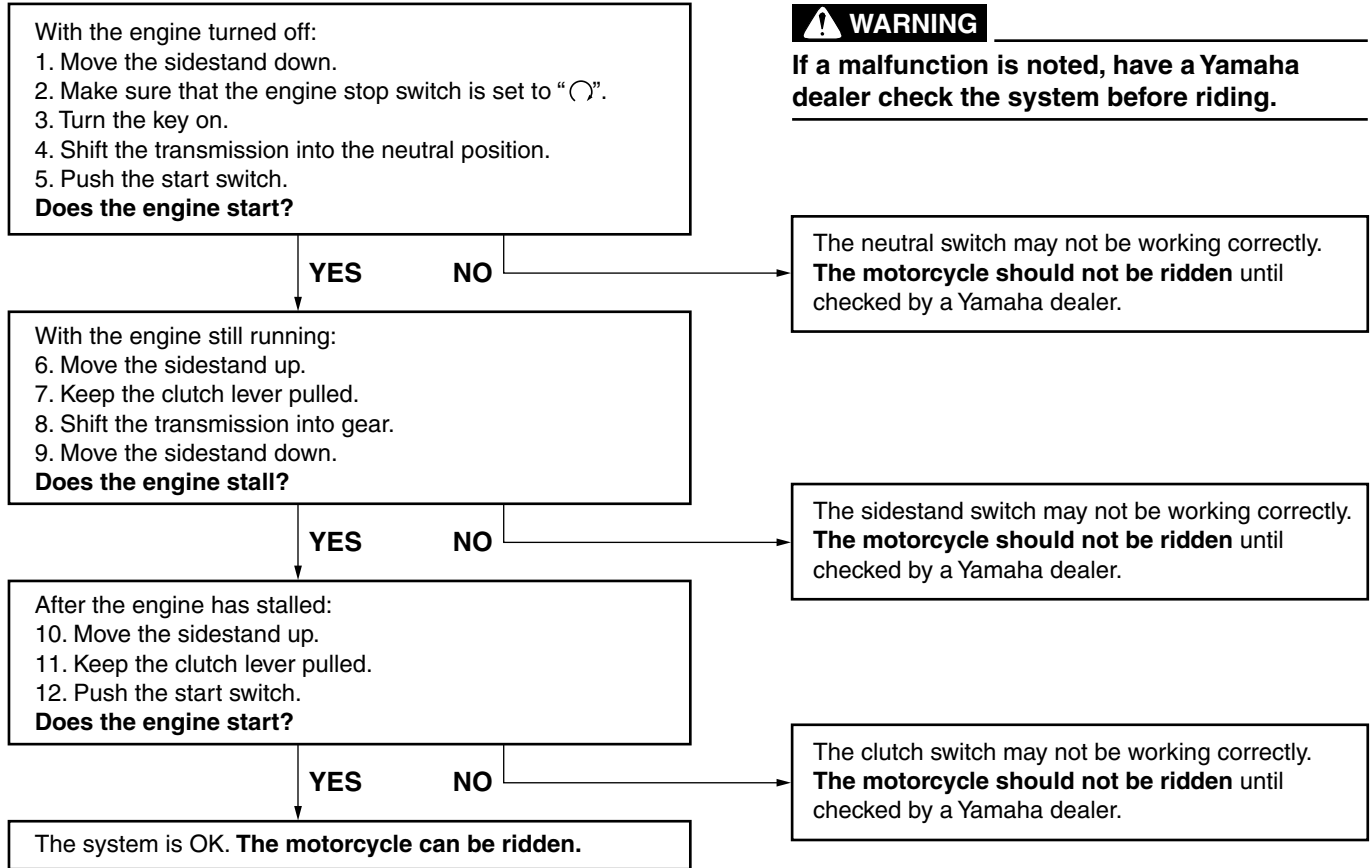 With the engine turned off:
1. Move the sidestand down.
2. Make sure that the engine stop switch is set to “○”.
3. Turn the key on.
4. Shift the transmission into the neutral position.
5. Push the start switch.
Does the engine start?
WARNING
If a malfunction is noted, have a Yamaha
dealer check the system before riding.
YES NO
The neutral switch may not be working correctly.
The motorcycle should not be ridden until
checked by a Yamaha dealer.
With the engine still running:
6. Move the sidestand up.
7. Keep the clutch lever pulled.
8. Shift the transmission into gear.
9. Move the sidestand down.
Does the engine stall?
YES NO
The sidestand switch may not be working correctly.
The motorcycle should not be ridden until
checked by a Yamaha dealer.
After the engine has stalled:
10. Move the sidestand up.
11. Keep the clutch lever pulled.
12. Push the start switch.
Does the engine start?
YES NO
The clutch switch may not be working correctly.
The motorcycle should not be ridden until
checked by a Yamaha dealer.
The system is OK. The motorcycle can be ridden.